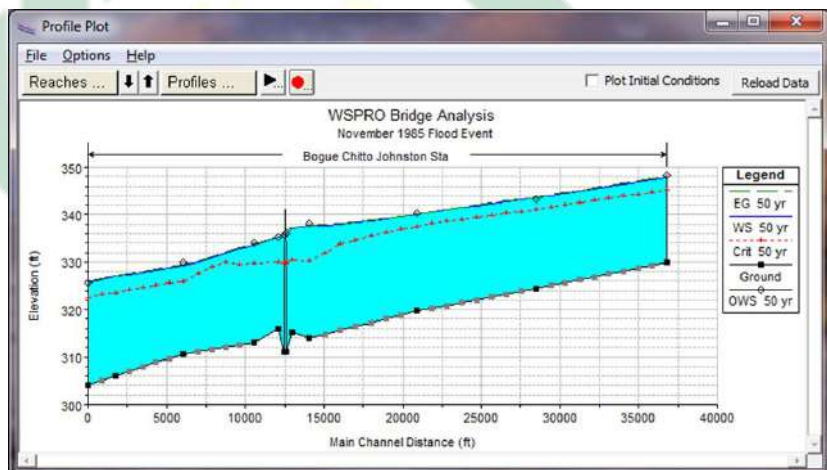 Profile Plot
File Options Help
Reaches ... Profiles ... Plot Initial Conditions Reload Data
WSPRO Bridge Analysis
November 1985 Flood Event
Bogue Chitto Johnston Sta
Elevation (ft)
350
340
330
320
310
300
0 5000 10000 15000 20000 25000 30000 35000 40000
Main Channel Distance (ft)
Legend
EG 50 yr
WS 50 yr
Crit 50 yr
Ground
OWS 50 yr